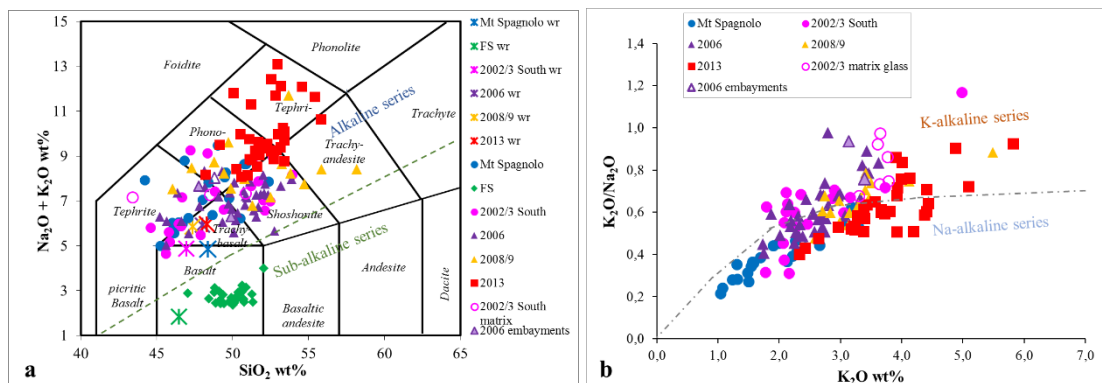 a
Na₂O + K₂O wt%
15
13
11
9
7
5
3
1
40
45
50
55
60
65
SiO₂ wt%
Phonolite
Foidite
Tephri-
Alkaline series
Trachyte
Phono-
Trachy-
andesite
Tephrite
Shoshonite
Trachy-
basalt
Basalt
Sub-alkaline series
picritic
Basalt
Basaltic
andesite
Andesite
Dacite
Mt Spagnolo wr
FS wr
2002/3 South wr
2006 wr
2008/9 wr
2013 wr
Mt Spagnolo
FS
2002/3 South
2006
2008/9
2013
2002/3 South
matrix
2006 embayments
b
K₂O/Na₂O
1,4
1,2
1,0
0,8
0,6
0,4
0,2
0,0
0,0
1,0
2,0
3,0
4,0
5,0
6,0
7,0
8,0
K₂O wt%
Mt Spagnolo
2002/3 South
2006
2008/9
2013
2002/3 matrix glass
2006 embayments
K-alkaline series
Na-alkaline series